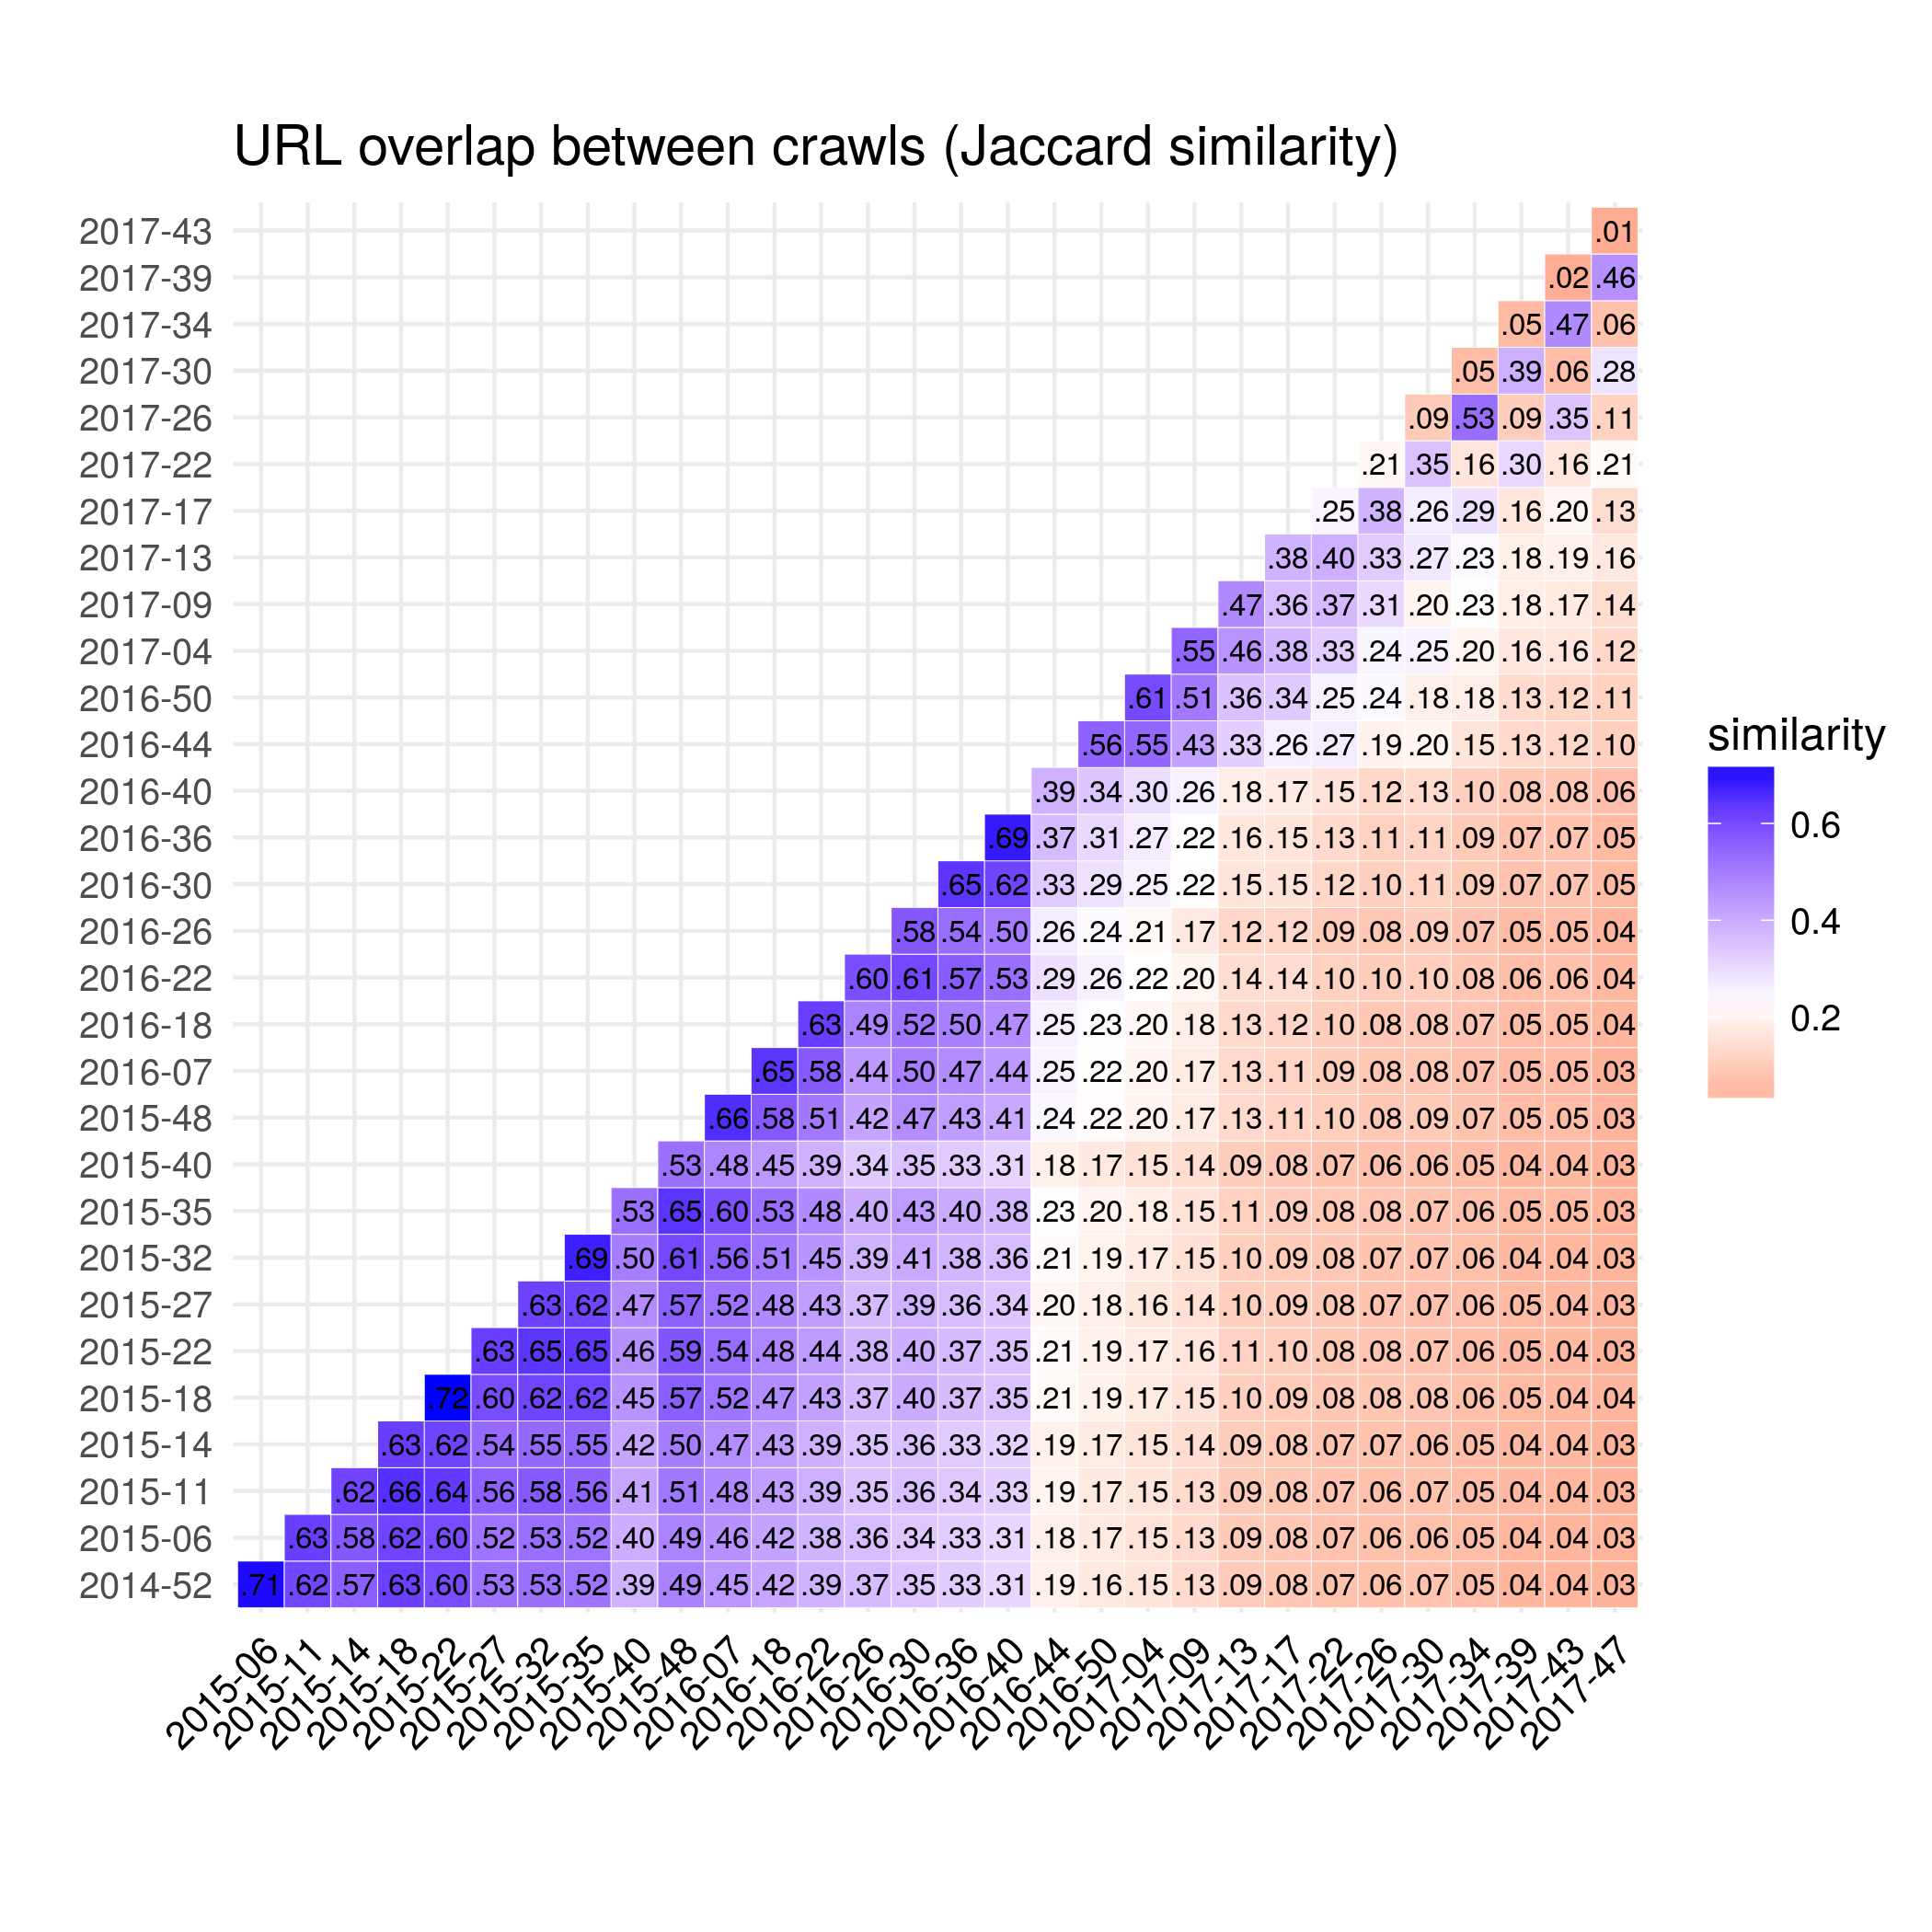 URL overlap between crawls (Jaccard similarity)
2017-43 .01
2017-39 .02 .46
2017-34 .05 .47 .06
2017-30 .05 .39 .06 .28
2017-26 .09 .53 .09 .35 .11
2017-22 .21 .35 .16 .30 .16 .21
2017-17 .25 .38 .26 .29 .16 .20 .13
2017-13 .38 .40 .33 .27 .23 .18 .19 .16
2017-09 .47 .36 .37 .31 .20 .23 .18 .17 .14
2017-04 .55 .46 .38 .33 .24 .25 .20 .16 .16 .12
2016-50 .61 .51 .36 .34 .25 .24 .18 .18 .13 .12 .11
2016-44 .56 .55 .43 .33 .26 .27 .19 .20 .15 .13 .12 .10
2016-40 .39 .34 .30 .26 .18 .17 .15 .12 .13 .10 .08 .08 .06
2016-36 .69 .37 .31 .27 .22 .16 .15 .13 .11 .11 .09 .07 .07 .05
2016-30 .65 .62 .33 .29 .25 .22 .15 .15 .12 .10 .11 .09 .07 .07 .05
2016-26 .58 .54 .50 .26 .24 .21 .17 .12 .12 .09 .08 .09 .07 .05 .05 .04
2016-22 .60 .61 .57 .53 .29 .26 .22 .20 .14 .14 .10 .10 .10 .08 .06 .06 .04
2016-18 .63 .49 .52 .50 .47 .25 .23 .20 .18 .13 .12 .10 .08 .08 .07 .05 .05 .04
2016-07 .65 .58 .44 .50 .47 .44 .25 .22 .20 .17 .13 .11 .09 .08 .08 .07 .05 .05 .03
2015-48 .66 .58 .51 .42 .47 .43 .41 .24 .22 .20 .17 .13 .11 .10 .08 .09 .07 .05 .05 .03
2015-40 .53 .48 .45 .39 .34 .35 .33 .31 .18 .17 .15 .14 .09 .08 .07 .06 .06 .05 .04 .04 .03
2015-35 .53 .65 .60 .53 .48 .40 .43 .40 .38 .23 .20 .18 .15 .11 .09 .08 .08 .07 .06 .05 .05 .03
2015-32 .69 .50 .61 .56 .51 .45 .39 .41 .38 .36 .21 .19 .17 .15 .10 .09 .08 .07 .07 .06 .04 .04 .03
2015-27 .63 .62 .47 .57 .52 .48 .43 .37 .39 .36 .34 .20 .18 .16 .14 .10 .09 .08 .07 .07 .06 .05 .04 .03
2015-22 .63 .65 .65 .46 .59 .54 .48 .44 .38 .40 .37 .35 .21 .19 .17 .16 .11 .10 .08 .08 .07 .06 .05 .04 .03
2015-18 .72 .60 .62 .62 .45 .57 .52 .47 .43 .37 .40 .37 .35 .21 .19 .17 .15 .10 .09 .08 .08 .08 .06 .05 .04 .04
2015-14 .63 .62 .54 .55 .55 .42 .50 .47 .43 .39 .35 .36 .33 .32 .19 .17 .15 .14 .09 .08 .07 .07 .06 .05 .04 .04 .03
2015-11 .62 .66 .64 .56 .58 .56 .41 .51 .48 .43 .39 .35 .36 .34 .33 .19 .17 .15 .13 .09 .08 .07 .06 .07 .05 .04 .04 .03
2015-06 .63 .58 .62 .60 .52 .53 .52 .40 .49 .46 .42 .38 .36 .34 .33 .31 .18 .17 .15 .13 .09 .08 .07 .06 .06 .05 .04 .04 .03
2014-52 .71 .62 .57 .63 .60 .53 .53 .52 .39 .49 .45 .42 .39 .37 .35 .33 .31 .19 .16 .15 .13 .09 .08 .07 .06 .07 .05 .04 .04 .03
2015-06 2015-11 2015-14 2015-18 2015-22 2015-27 2015-32 2015-35 2015-40 2015-48 2016-07 2016-18 2016-22 2016-26 2016-30 2016-36 2016-40 2016-44 2016-50 2017-04 2017-09 2017-13 2017-17 2017-22 2017-26 2017-30 2017-34 2017-39 2017-43 2017-47
similarity
0.6
0.4
0.2